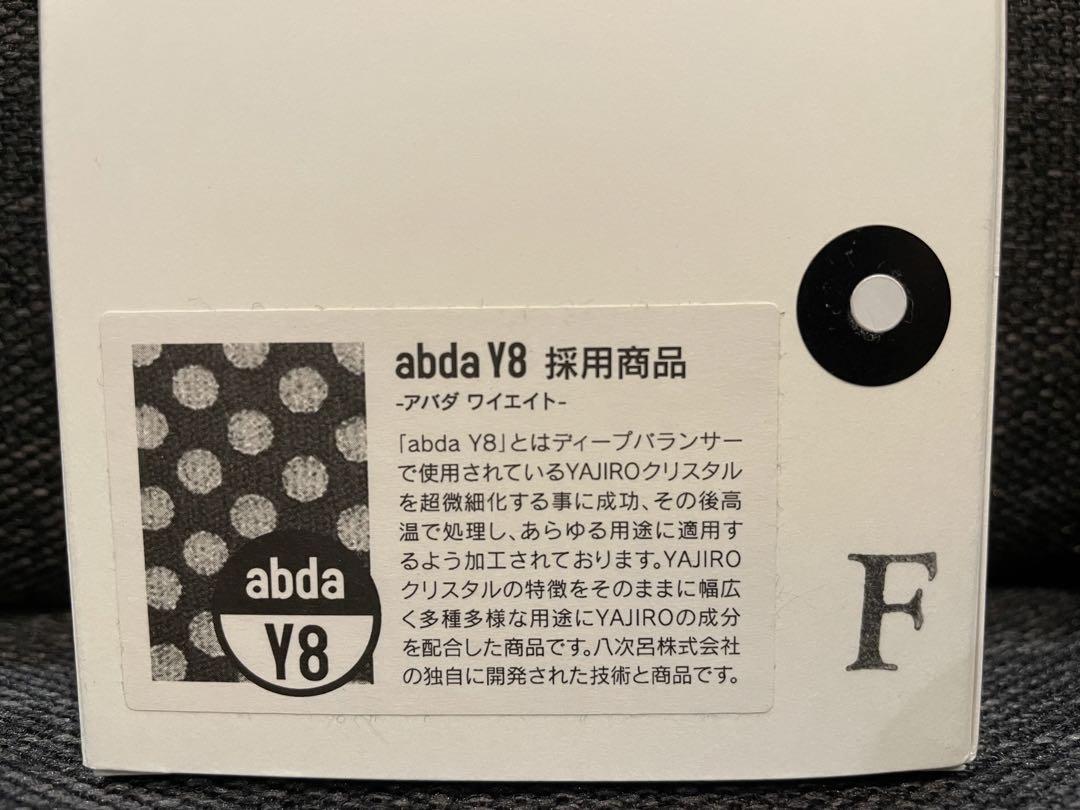 abda Y8 採用商品
-アバダ ワイエイト-
「abda Y8」とはディープバランサー
で使用されているYAJIROクリスタル
を超微細化する事に成功、その後高
温で処理し、あらゆる用途に適用す
るよう加工されております。YAJIRO
クリスタルの特徴をそのままに幅広
く多種多様な用途にYAJIROの成分
を配合した商品です。八次呂株式会社
の独自に開発された技術と商品です。
abda
Y8
F